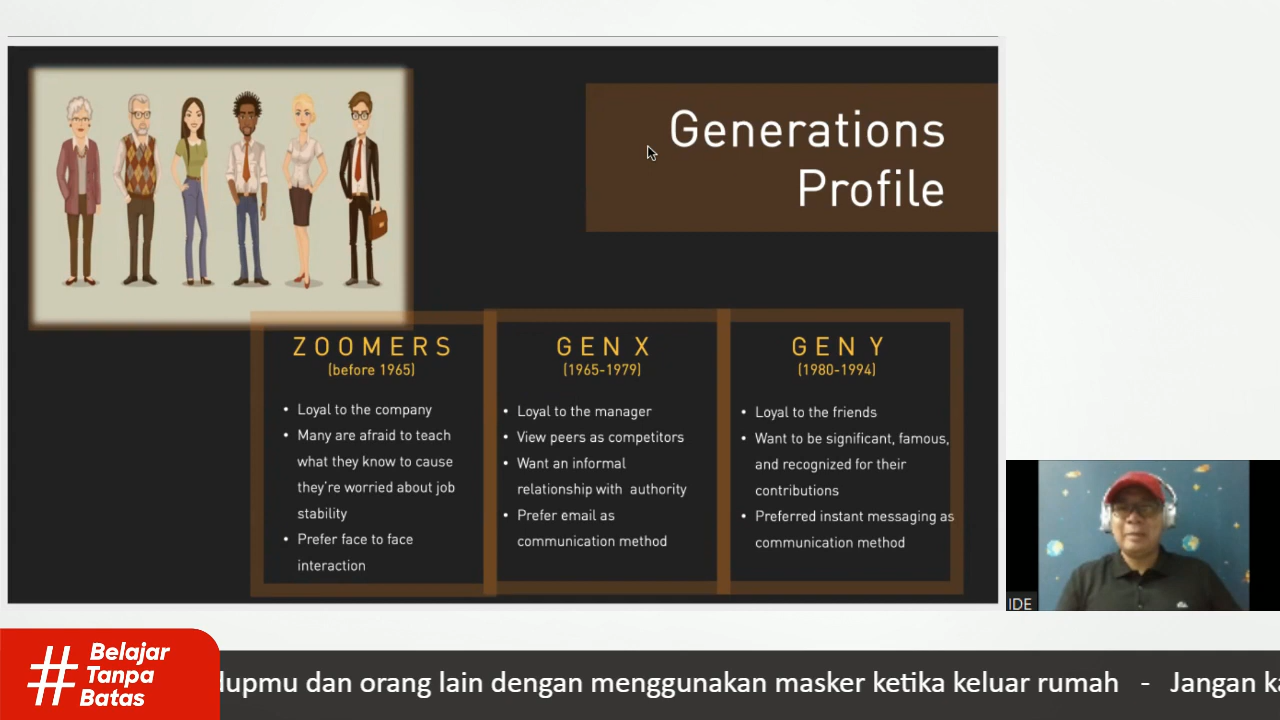 Generations
Profile
ZOOMERS
(before 1965)
• Loyal to the company
• Many are afraid to teach
what they know to cause
they're worried about job
stability
• Prefer face to face
interaction
GEN X
(1965-1979)
• Loyal to the manager
• View peers as competitors
• Want an informal
relationship with authority
• Prefer email as
communication method
GEN Y
(1980-1994)
• Loyal to the friends
• Want to be significant, famous,
and recognized for their
contributions
• Preferred instant messaging as
communication method
IDE
# Belajar
Tanpa
Batas
dan orang lain dengan menggunakan masker ketika keluar rumah - Jangan